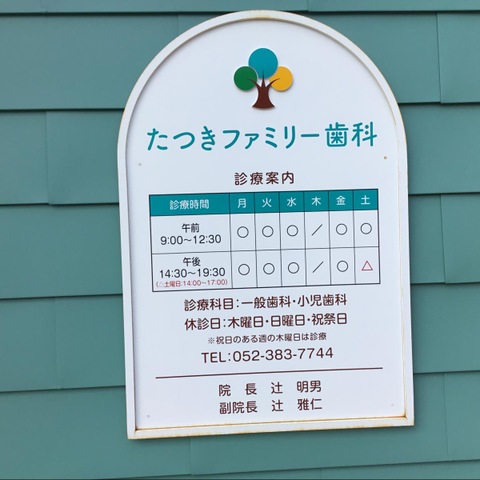 たつきファミリー歯科
診療案内
診療時間 月 火 水 木 金 土
午前 9:00～12:30 ○ ○ ○ ／ ○ ○
午後 14:30～19:30 ○ ○ ○ ／ ○ △
(△土曜日:14:00～17:00)
診療科目:一般歯科・小児歯科
休診日:木曜日・日曜日・祝祭日
※祝日のある週の木曜日は診療
TEL:052-383-7744
院 長 辻 明男
副院長 辻 雅仁